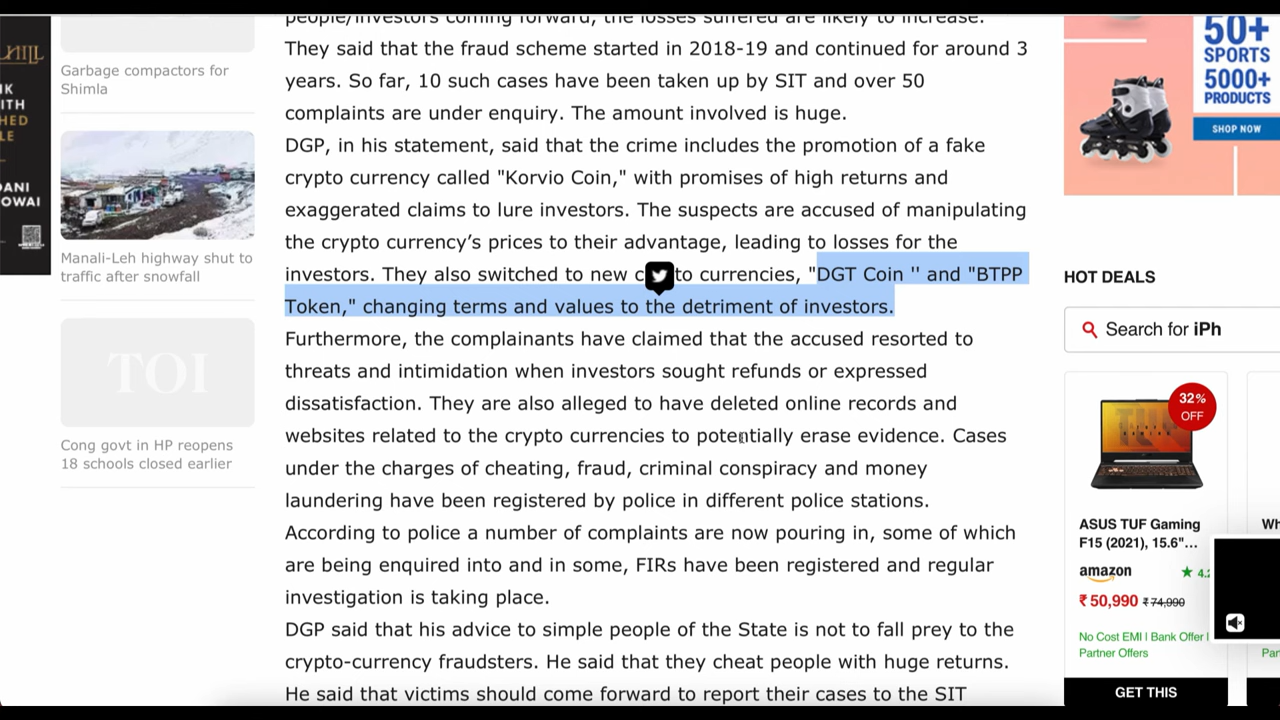 HILL
NK
WITH
SHED
LE
DANI
OWAI
Garbage compactors for
Shimla
Manali-Leh highway shut to
traffic after snowfall
TOI
Cong govt in HP reopens
18 schools closed earlier
people/investors coming forward, the losses suffered are likely to increase.
They said that the fraud scheme started in 2018-19 and continued for around 3
years. So far, 10 such cases have been taken up by SIT and over 50
complaints are under enquiry. The amount involved is huge.
DGP, in his statement, said that the crime includes the promotion of a fake
crypto currency called "Korvio Coin," with promises of high returns and
exaggerated claims to lure investors. The suspects are accused of manipulating
the crypto currency’s prices to their advantage, leading to losses for the
investors. They also switched to new c to currencies, "DGT Coin '' and "BTPP
Token," changing terms and values to the detriment of investors.
Furthermore, the complainants have claimed that the accused resorted to
threats and intimidation when investors sought refunds or expressed
dissatisfaction. They are also alleged to have deleted online records and
websites related to the crypto currencies to potentially erase evidence. Cases
under the charges of cheating, fraud, criminal conspiracy and money
laundering have been registered by police in different police stations.
According to police a number of complaints are now pouring in, some of which
are being enquired into and in some, FIRs have been registered and regular
investigation is taking place.
DGP said that his advice to simple people of the State is not to fall prey to the
crypto-currency fraudsters. He said that they cheat people with huge returns.
He said that victims should come forward to report their cases to the SIT
50+
SPORTS
5000+
PRODUCTS
SHOP NOW
HOT DEALS
Search for iPh
32%
OFF
ASUS TUF Gaming
F15 (2021), 15.6"...
amazon
★ 4.2
₹ 50,990 ₹ 74,990
No Cost EMI | Bank Offer |
Partner Offers
GET THIS
Wh
Par